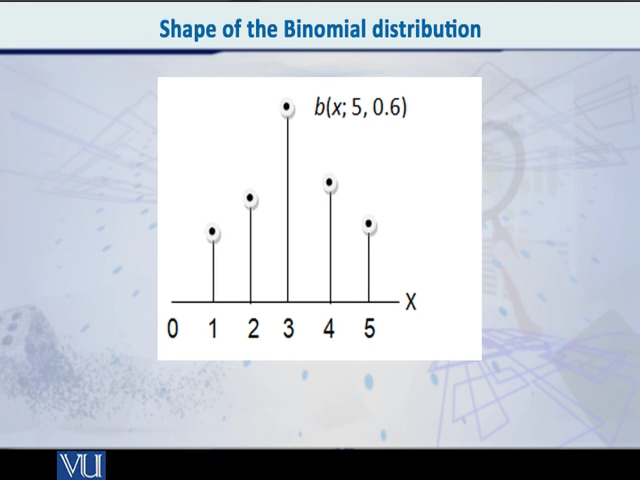 Shape of the Binomial distribution
b(x; 5, 0.6)
X
0 1 2 3 4 5
VU